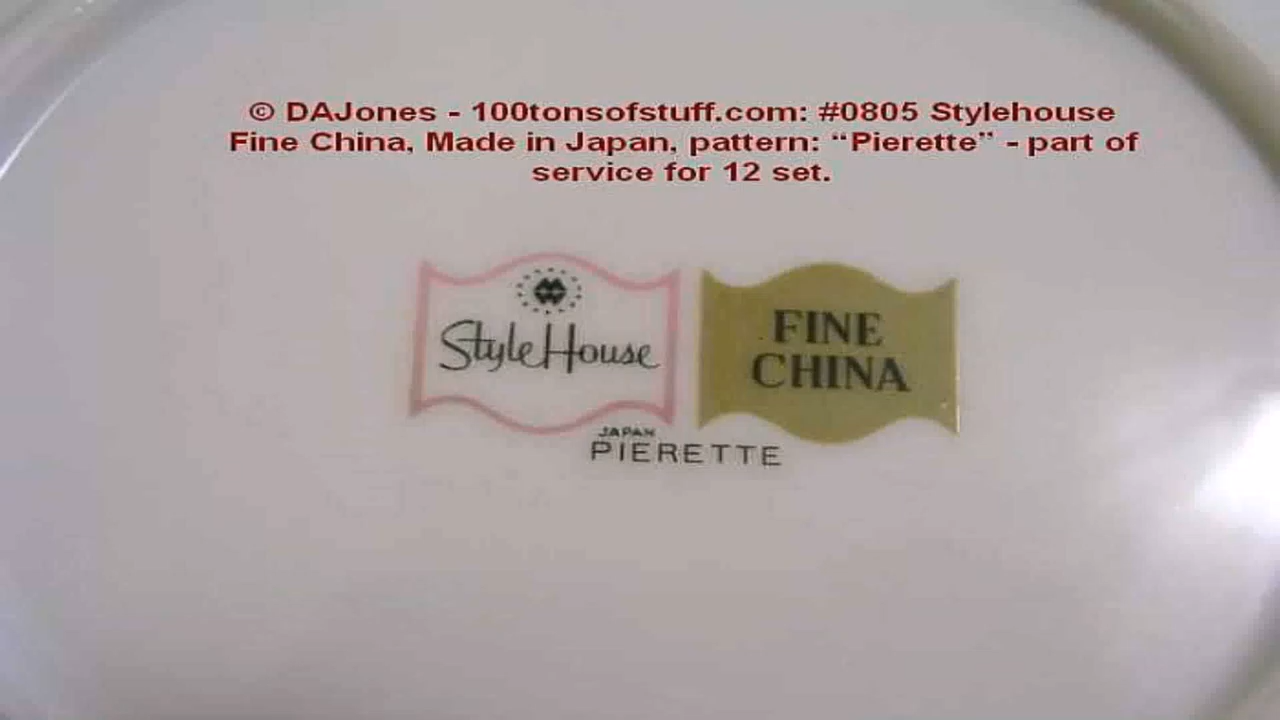 © DAJones - 100tonsofstuff.com: #0805 Stylehouse
Fine China, Made in Japan, pattern: “Pierette” - part of
service for 12 set.
StyleHouse
FINE
CHINA
JAPAN
PIERETTE